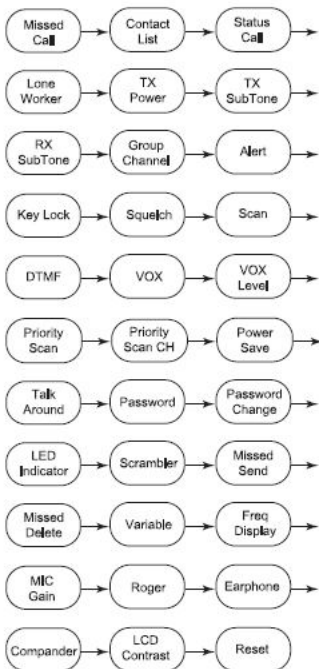 Missed Call
Contact List
Status Call
Lone Worker
TX Power
TX SubTone
RX SubTone
Group Channel
Alert
Key Lock
Squelch
Scan
DTMF
VOX
VOX Level
Priority Scan
Priority Scan CH
Power Save
Talk Around
Password
Password Change
LED Indicator
Scrambler
Missed Send
Missed Delete
Variable
Freq Display
MIC Gain
Roger
Earphone
Compander
LCD Contrast
Reset